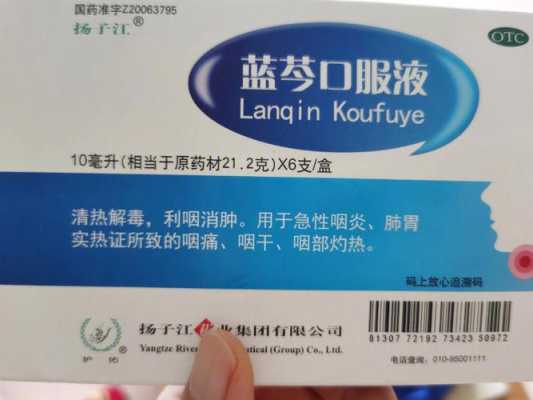 国药准字Z20063795
扬子江®
OTC
蓝芩口服液
Lanqin Koufuye
10毫升(相当于原药材21.2克)X6支/盒
清热解毒，利咽消肿。用于急性咽炎、肺胃
实热证所致的咽痛、咽干、咽部灼热。
码上放心追溯码
扬子江 业集团有限公司
Yangtze River (Group) Co., Ltd.
护佑®
81307 72192 73423 50972
电话查询：010-95001111